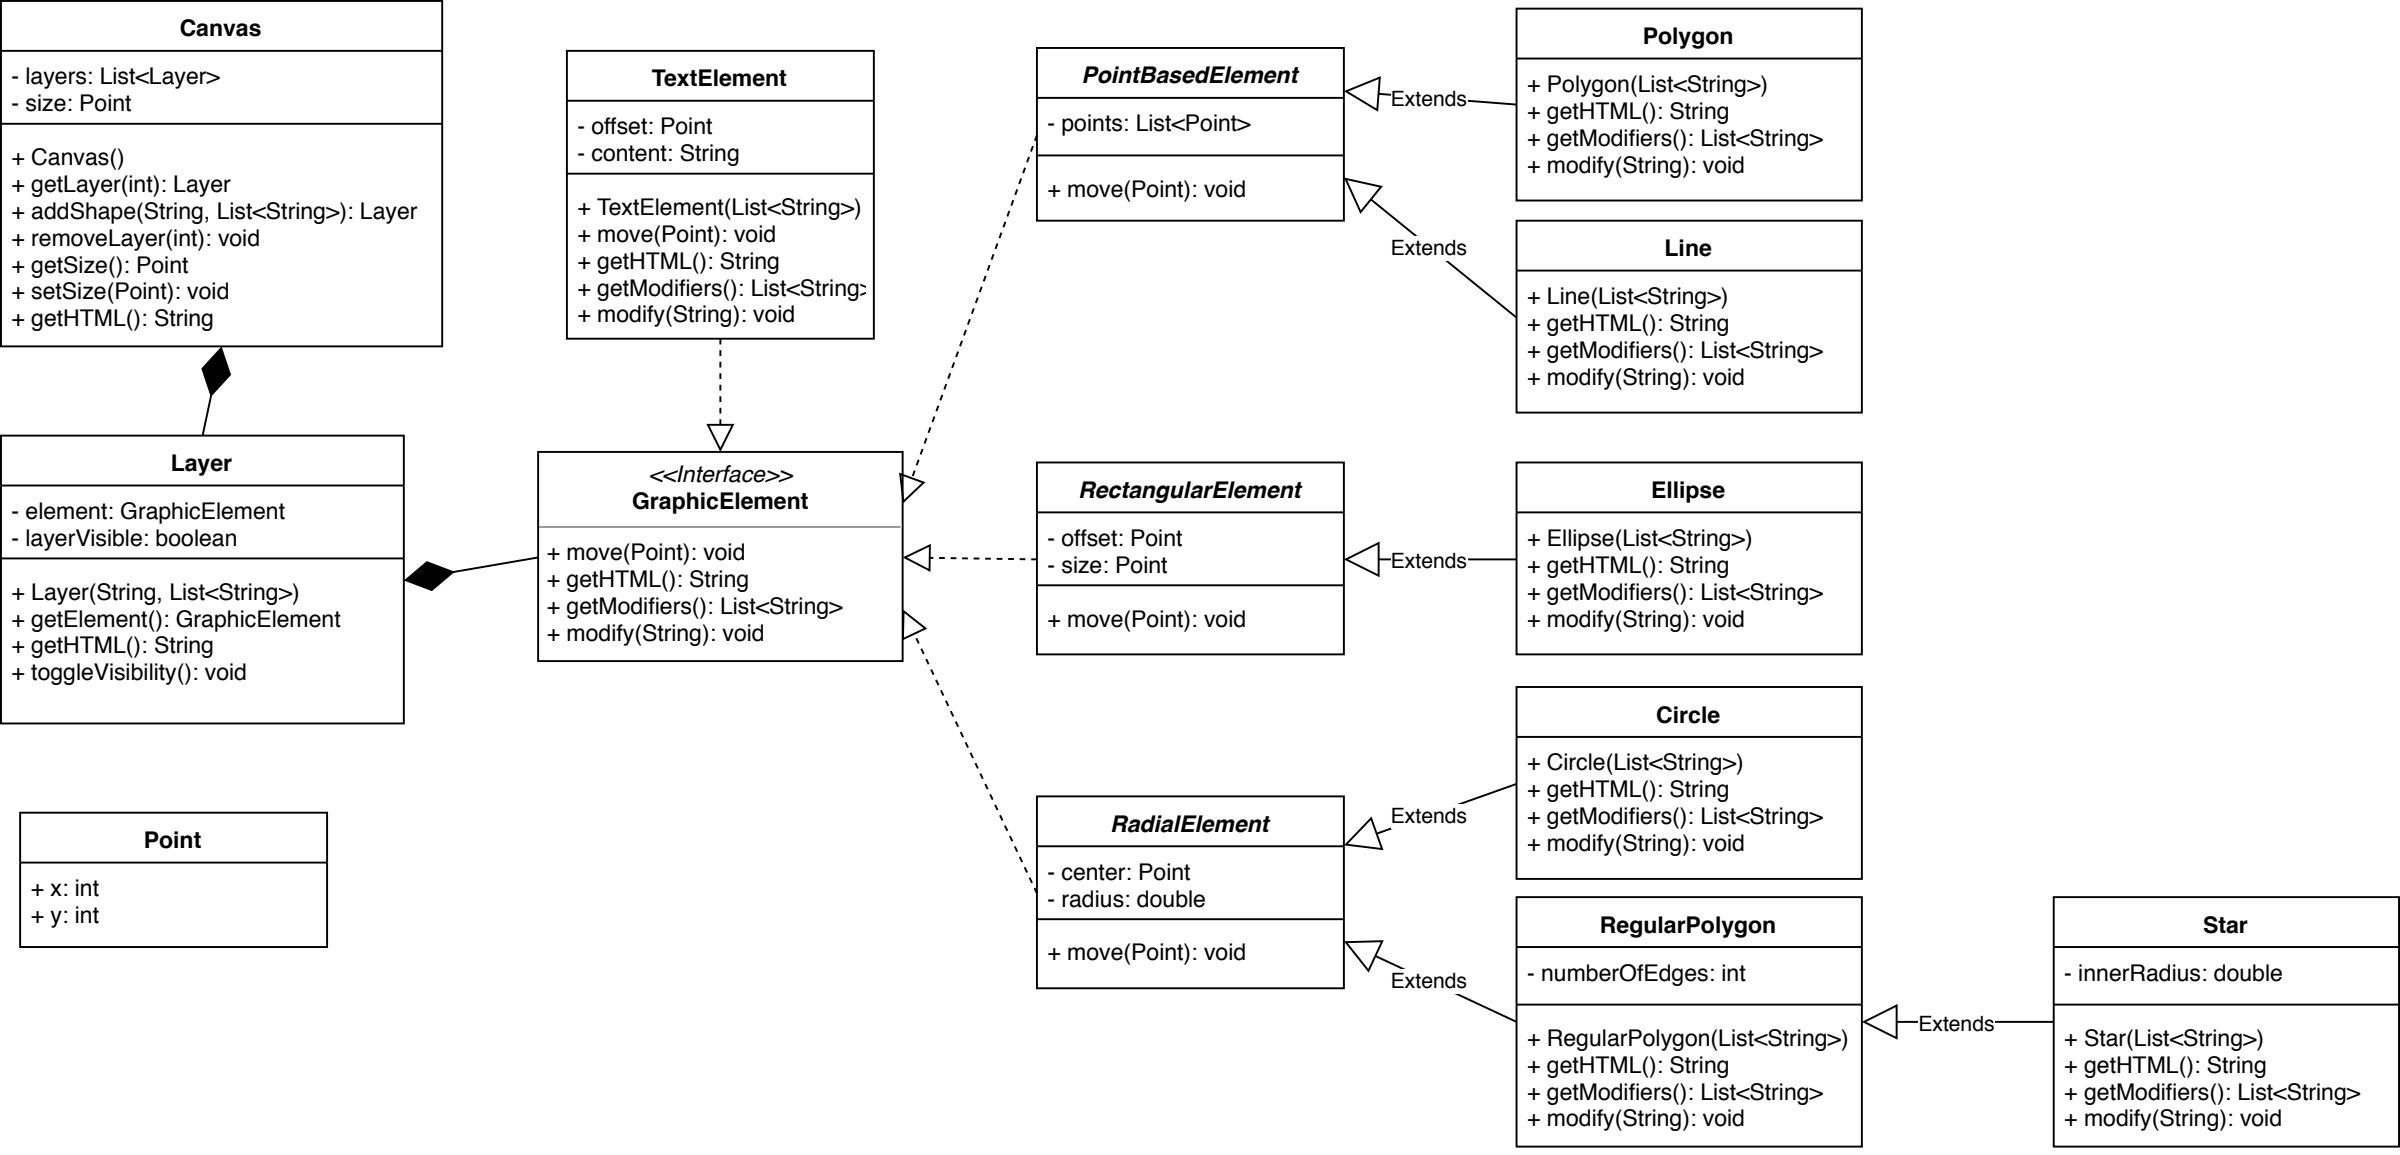 Canvas
- layers: List<Layer>
- size: Point
+ Canvas()
+ getLayer(int): Layer
+ addShape(String, List<String>): Layer
+ removeLayer(int): void
+ getSize(): Point
+ setSize(Point): void
+ getHTML(): String
Layer
- element: GraphicElement
- layerVisible: boolean
+ Layer(String, List<String>)
+ getElement(): GraphicElement
+ getHTML(): String
+ toggleVisibility(): void
Point
+ x: int
+ y: int
TextElement
- offset: Point
- content: String
+ TextElement(List<String>)
+ move(Point): void
+ getHTML(): String
+ getModifiers(): List<String>
+ modify(String): void
<<Interface>>
GraphicElement
+ move(Point): void
+ getHTML(): String
+ getModifiers(): List<String>
+ modify(String): void
PointBasedElement
- points: List<Point>
+ move(Point): void
Extends
Extends
RectangularElement
- offset: Point
- size: Point
+ move(Point): void
Extends
RadialElement
- center: Point
- radius: double
+ move(Point): void
Extends
Extends
Polygon
+ Polygon(List<String>)
+ getHTML(): String
+ getModifiers(): List<String>
+ modify(String): void
Line
+ Line(List<String>)
+ getHTML(): String
+ getModifiers(): List<String>
+ modify(String): void
Ellipse
+ Ellipse(List<String>)
+ getHTML(): String
+ getModifiers(): List<String>
+ modify(String): void
Circle
+ Circle(List<String>)
+ getHTML(): String
+ getModifiers(): List<String>
+ modify(String): void
RegularPolygon
- numberOfEdges: int
+ RegularPolygon(List<String>)
+ getHTML(): String
+ getModifiers(): List<String>
+ modify(String): void
Extends
Star
- innerRadius: double
+ Star(List<String>)
+ getHTML(): String
+ getModifiers(): List<String>
+ modify(String): void